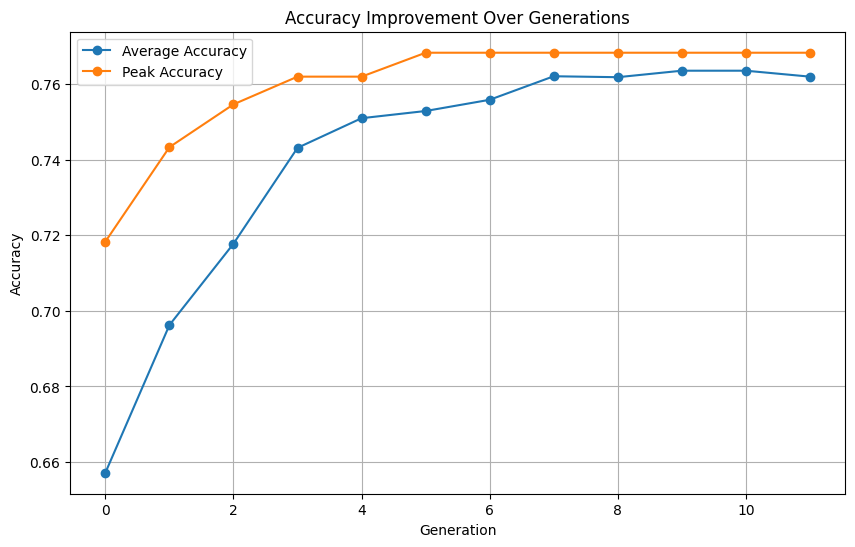 Accuracy Improvement Over Generations
Average Accuracy
Peak Accuracy
Accuracy
0.76
0.74
0.72
0.70
0.68
0.66
0 2 4 6 8 10
Generation